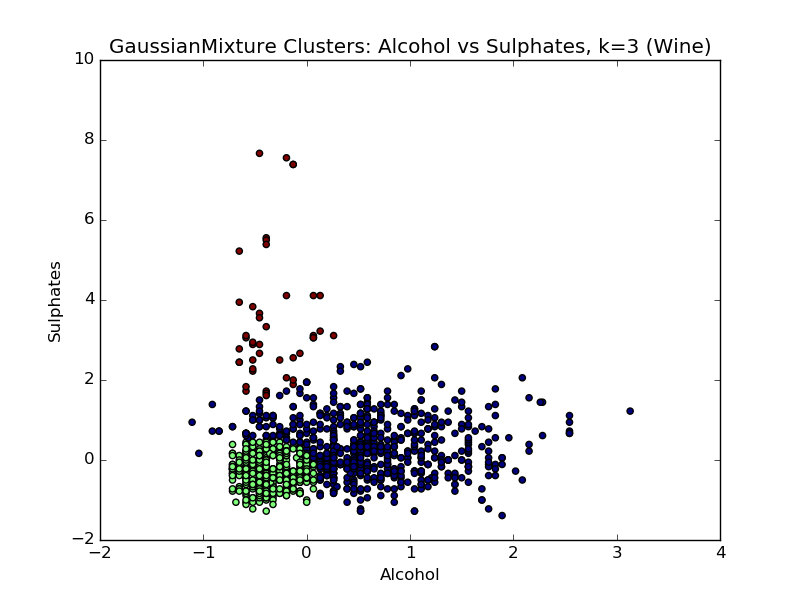 GaussianMixture Clusters: Alcohol vs Sulphates, k=3 (Wine)
10
8
6
4
2
0
−2
Sulphates
−2 −1 0 1 2 3 4
Alcohol